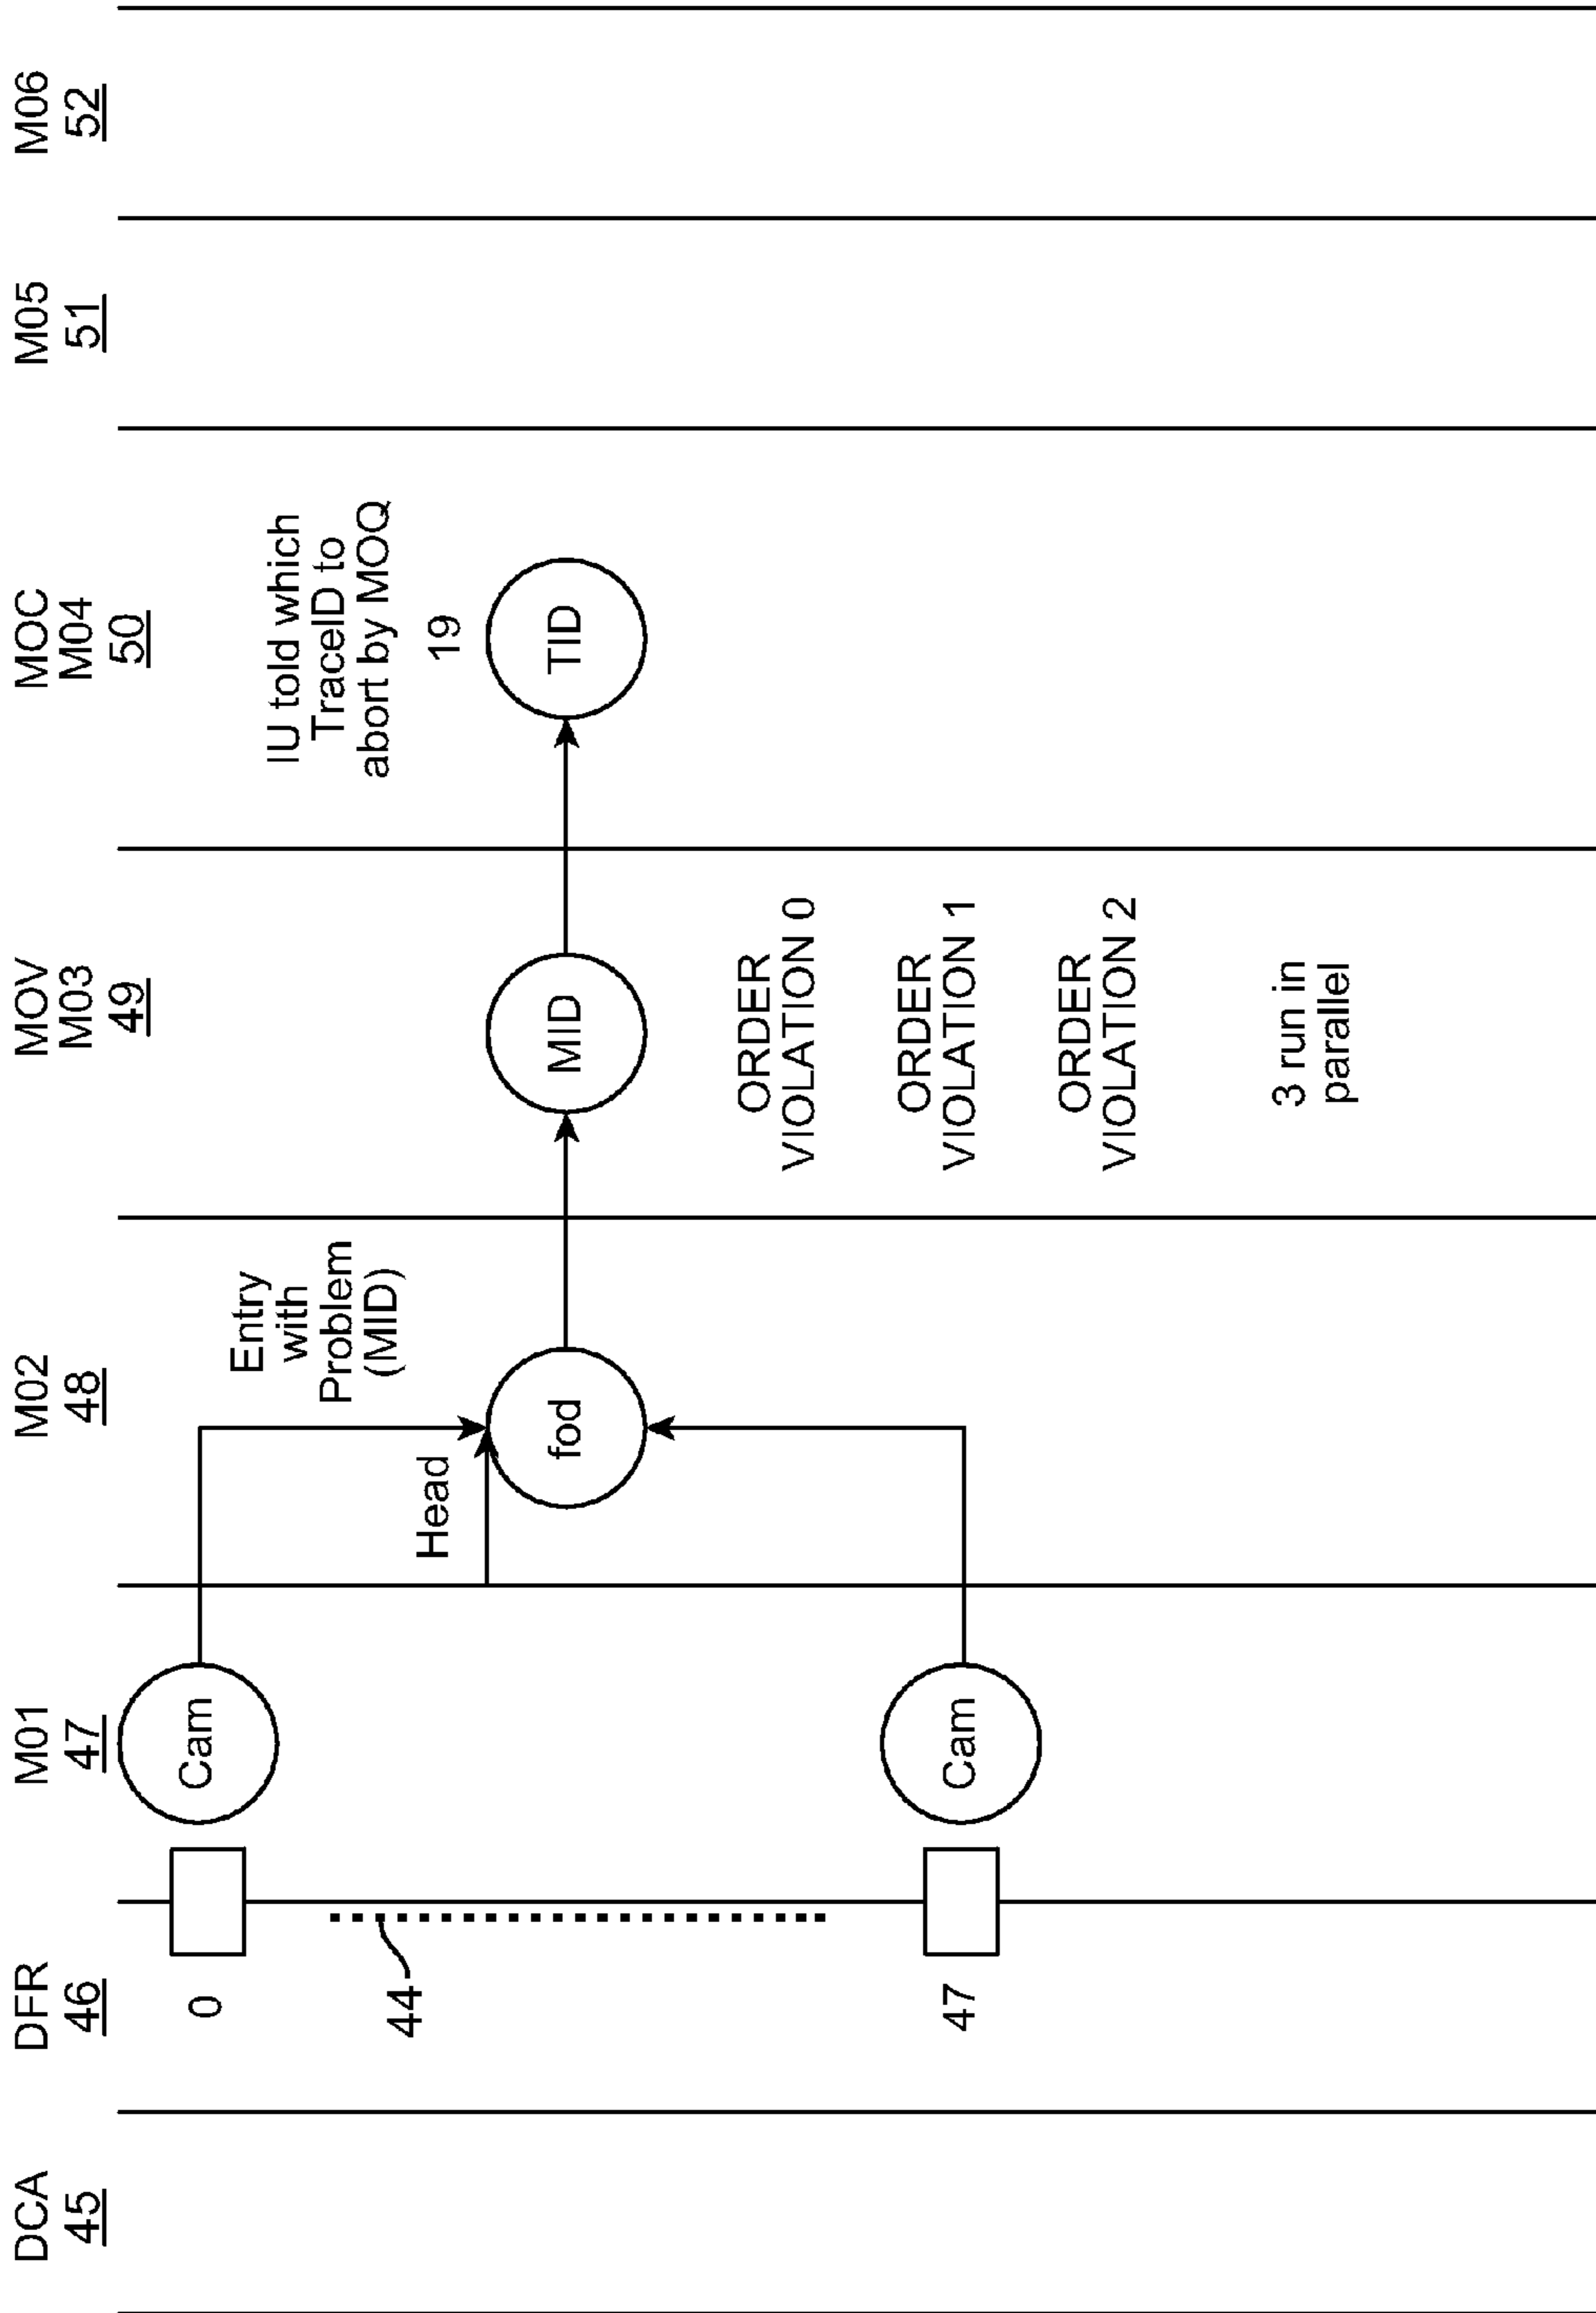 DCA
45
DFR
46
M01
47
M02
48
MOV
M03
49
MOC
M04
50
M05
51
M06
52
0
44
47
Cam
Cam
Head
Entry
with
Problem
(MID)
fod
MID
ORDER
VIOLATION 0
ORDER
VIOLATION 1
ORDER
VIOLATION 2
3 run in
parallel
IU told which
TraceID to
abort by MOQ
19
TID